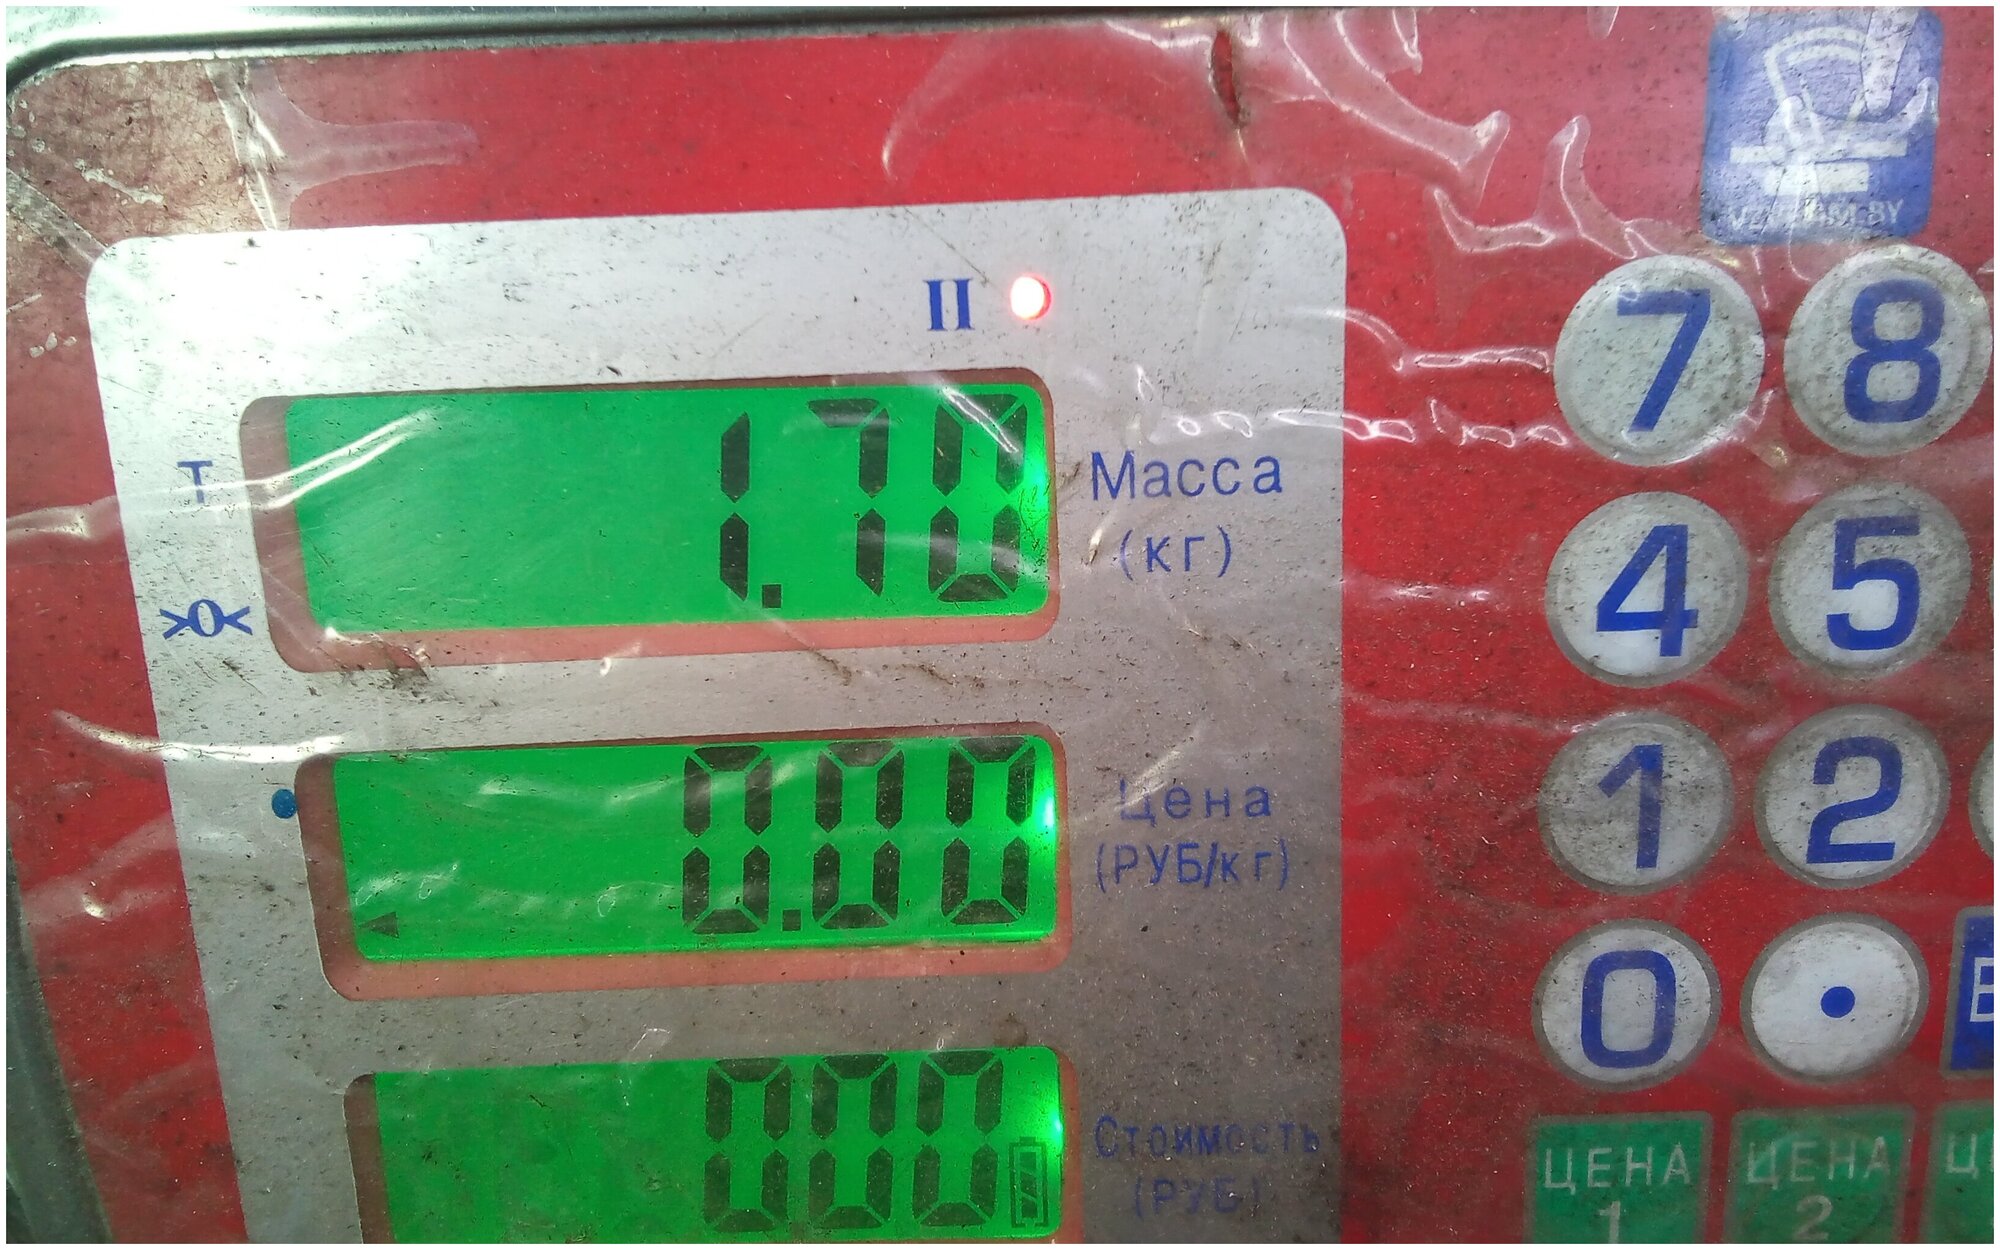 II
1.70
T
Масса
(кг)
>0<
0.00
Цена
(РУБ/кг)
000
Стоимость
(РУБ)
7 8
4 5
1 2
0 .
ЦЕНА 1
ЦЕНА 2